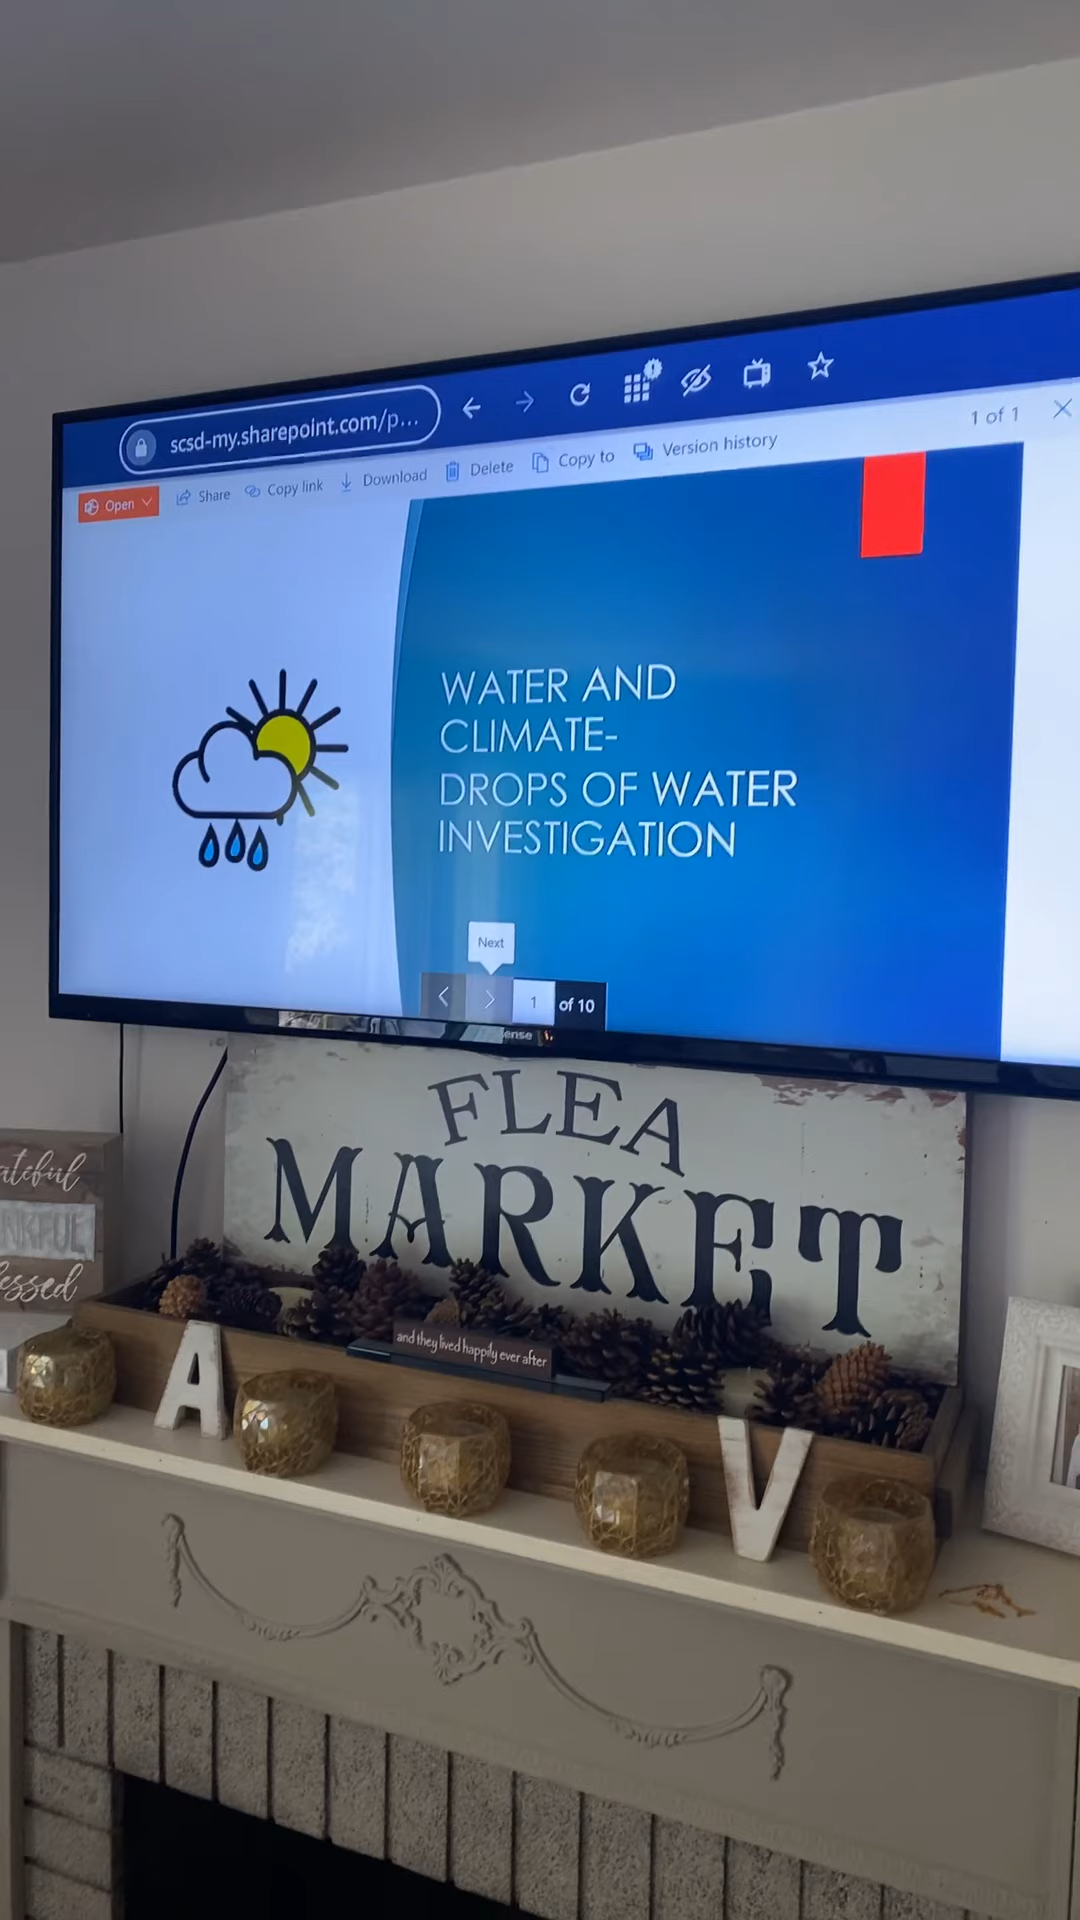 scsd-my.sharepoint.com/p...
Open
Share
Copy link
Download
Delete
Copy to
Version history
1 of 1
WATER AND
CLIMATE-
DROPS OF WATER
INVESTIGATION
Next
1 of 10
FLEA
MARKET
and they lived happily ever after
A
V